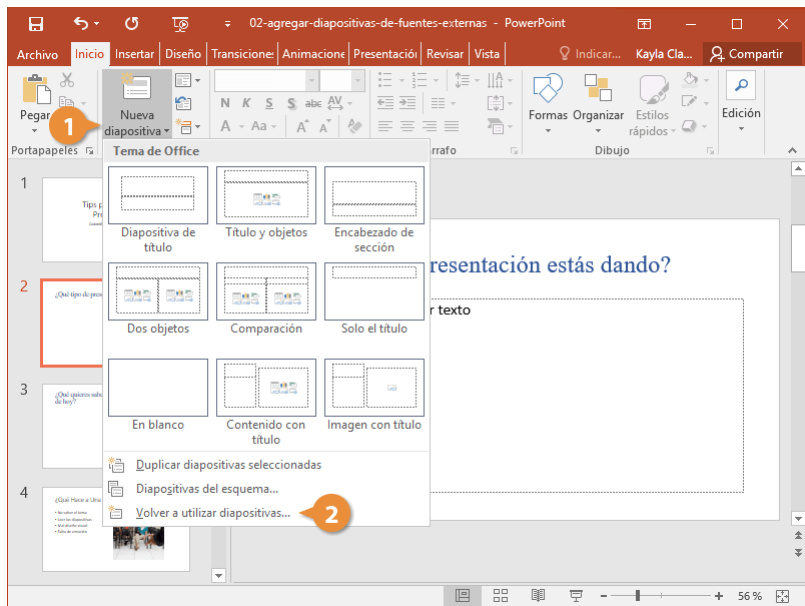 02-agregar-diapositivas-de-fuentes-externas - PowerPoint
Archivo Inicio Insertar Diseño Transicione: Animacione Presentació Revisar Vista Indicar... Kayla Cla... Compartir
Pegar
Nueva
diapositiva
N K S S abc AV
A Aa A A
Formas Organizar Estilos
rápidos
Edición
1
Portapapeles
rrafo
Dibujo
Tema de Office
Diapositiva de
título
Título y objetos
Encabezado de
sección
Dos objetos
Comparación
Solo el título
En blanco
Contenido con
título
Imagen con título
Duplicar diapositivas seleccionadas
Diapositivas del esquema...
Volver a utilizar diapositivas...
2
1
Tips p
Pr
2
¿Qué tipo de pres
3
¿Qué quieres sab
de hoy?
4
¿Qué Hace a Una
resentación estás dando?
r texto
56 %